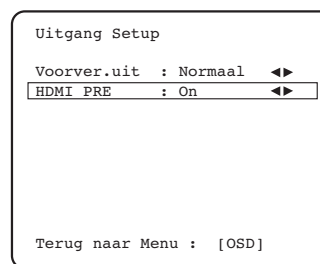 Uitgang Setup
Voorver.uit : Normaal ◄►
HDMI PRE : On ◄►
Terug naar Menu : [OSD]